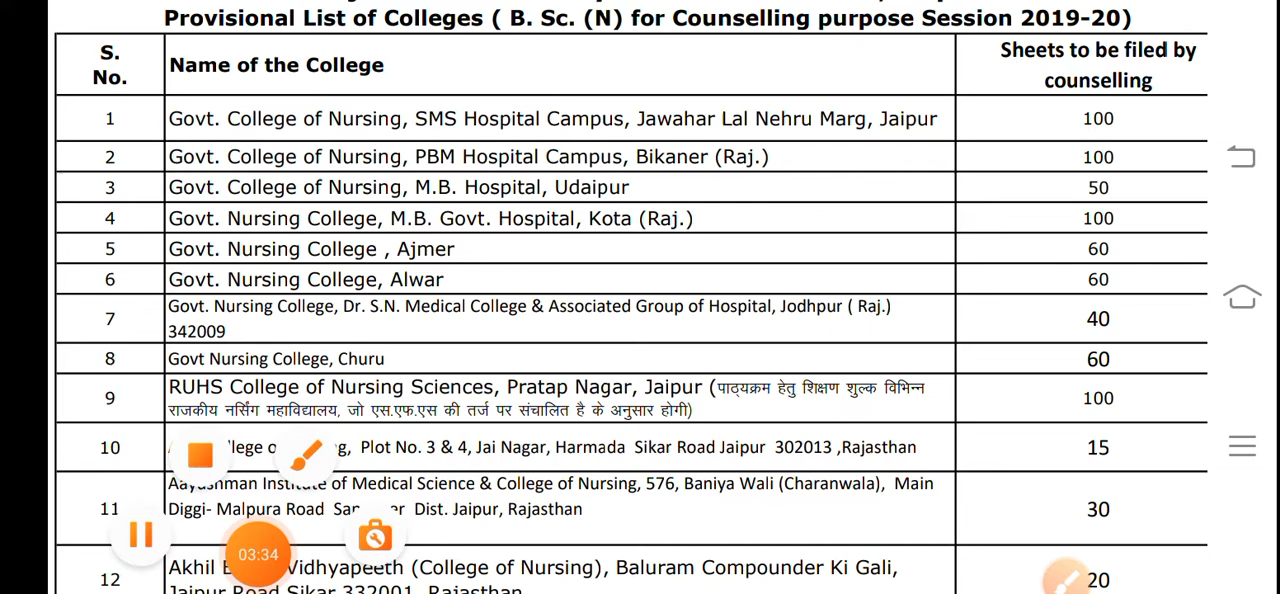 Provisional List of Colleges ( B. Sc. (N) for Counselling purpose Session 2019-20)
S. No. Name of the College Sheets to be filed by counselling
1 Govt. College of Nursing, SMS Hospital Campus, Jawahar Lal Nehru Marg, Jaipur 100
2 Govt. College of Nursing, PBM Hospital Campus, Bikaner (Raj.) 100
3 Govt. College of Nursing, M.B. Hospital, Udaipur 50
4 Govt. Nursing College, M.B. Govt. Hospital, Kota (Raj.) 100
5 Govt. Nursing College , Ajmer 60
6 Govt. Nursing College, Alwar 60
7 Govt. Nursing College, Dr. S.N. Medical College & Associated Group of Hospital, Jodhpur ( Raj.)
342009 40
8 Govt Nursing College, Churu 60
9 RUHS College of Nursing Sciences, Pratap Nagar, Jaipur (पाठ्यक्रम हेतु शिक्षण शुल्क विभिन्न
राजकीय नर्सिंग महाविद्यालय, जो एस.एफ.एस की तर्ज पर संचालित है के अनुसार होगी) 100
10 Plot No. 3 & 4, Jai Nagar, Harmada Sikar Road Jaipur 302013 ,Rajasthan 15
11 Aayushman Institute of Medical Science & College of Nursing, 576, Baniya Wali (Charanwala), Main
Diggi- Malpura Road Dist. Jaipur, Rajasthan 30
12 Akhil Vidhyapeeth (College of Nursing), Baluram Compounder Ki Gali,
Jaipur Road Sikar 332001, Rajasthan 20
03:34